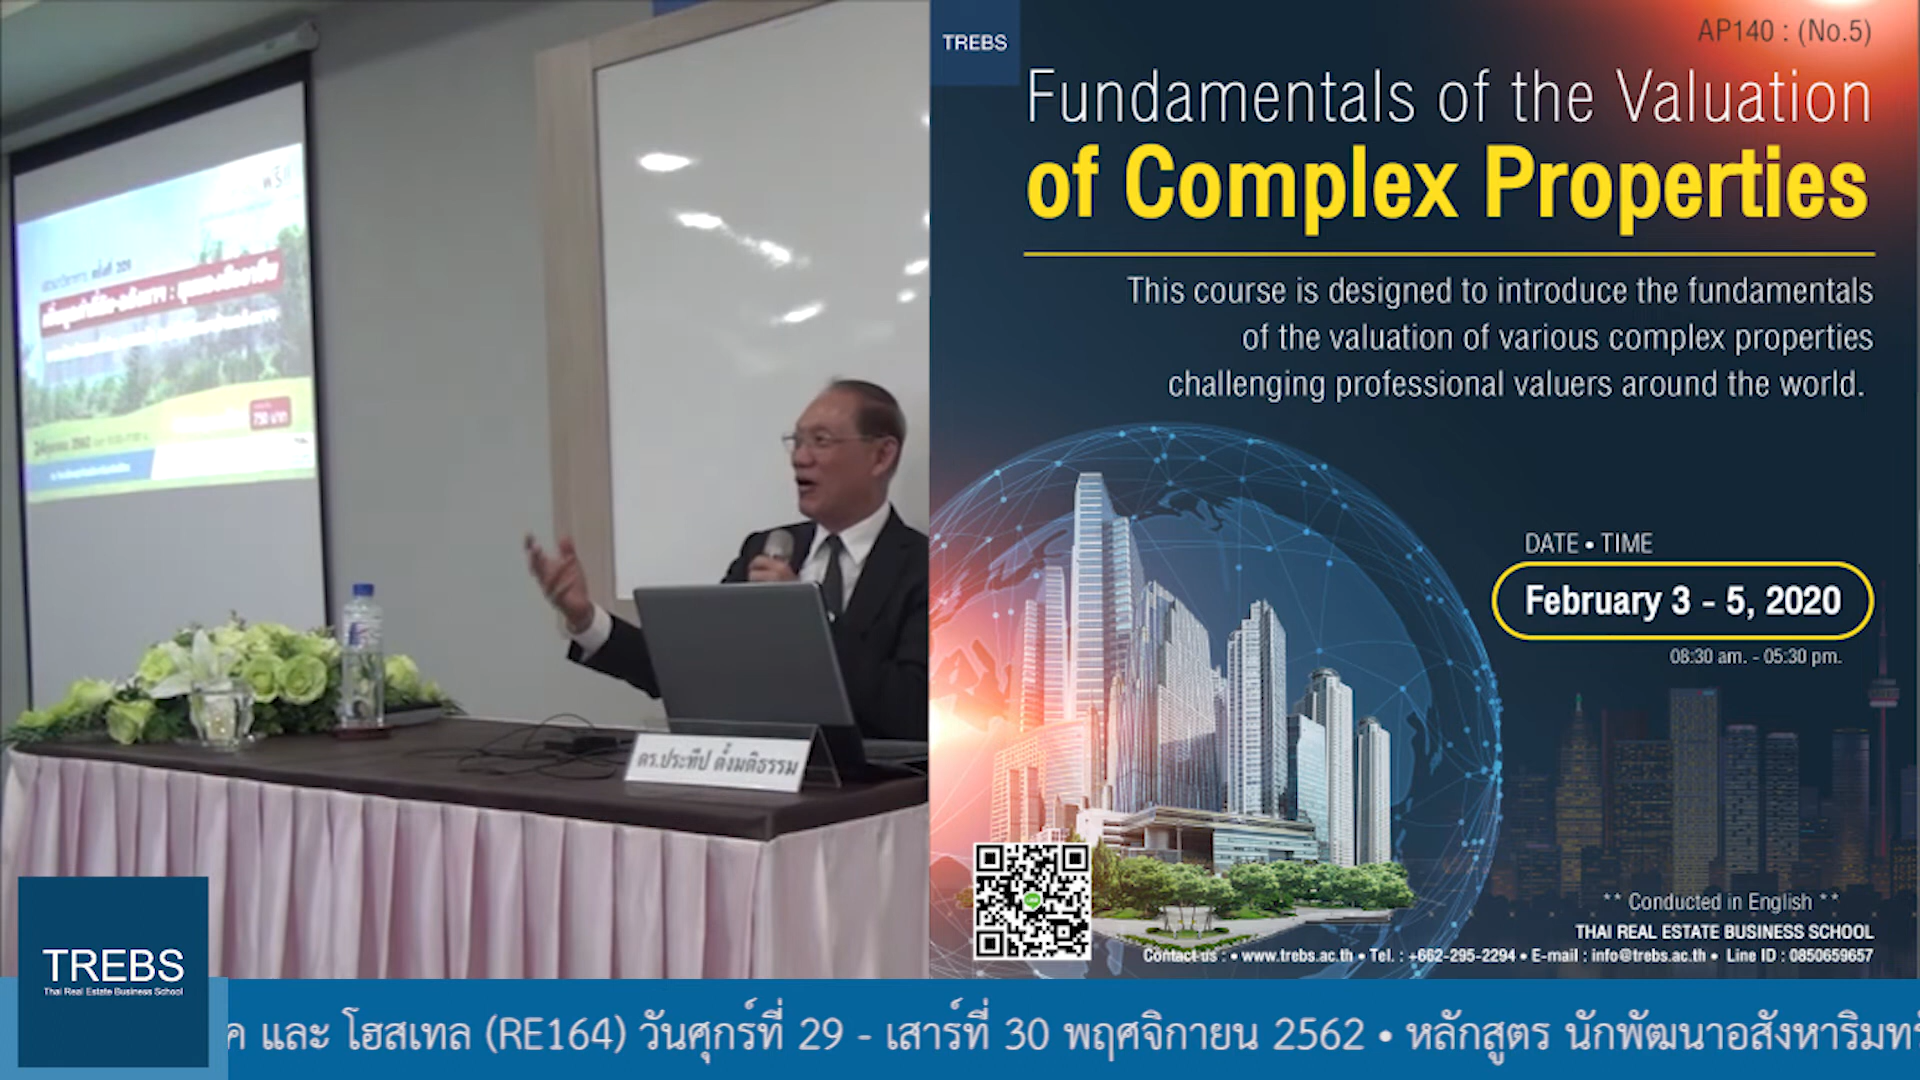 750 บาท
ดร.ประทีป ตั้งมติธรรม
TREBS
AP140 : (No.5)
Fundamentals of the Valuation
of Complex Properties
This course is designed to introduce the fundamentals
of the valuation of various complex properties
challenging professional valuers around the world.
DATE • TIME
February 3 - 5, 2020
08:30 am. - 05:30 pm.
** Conducted in English **
THAI REAL ESTATE BUSINESS SCHOOL
Contact us : • www.trebs.ac.th • Tel. : +662-295-2294 • E-mail : info@trebs.ac.th • Line ID : 0850659657
TREBS
Thai Real Estate Business School
ค และ โฮสเทล (RE164) วันศุกร์ที่ 29 - เสาร์ที่ 30 พฤศจิกายน 2562 • หลักสูตร นักพัฒนาอสังหาริมทรั